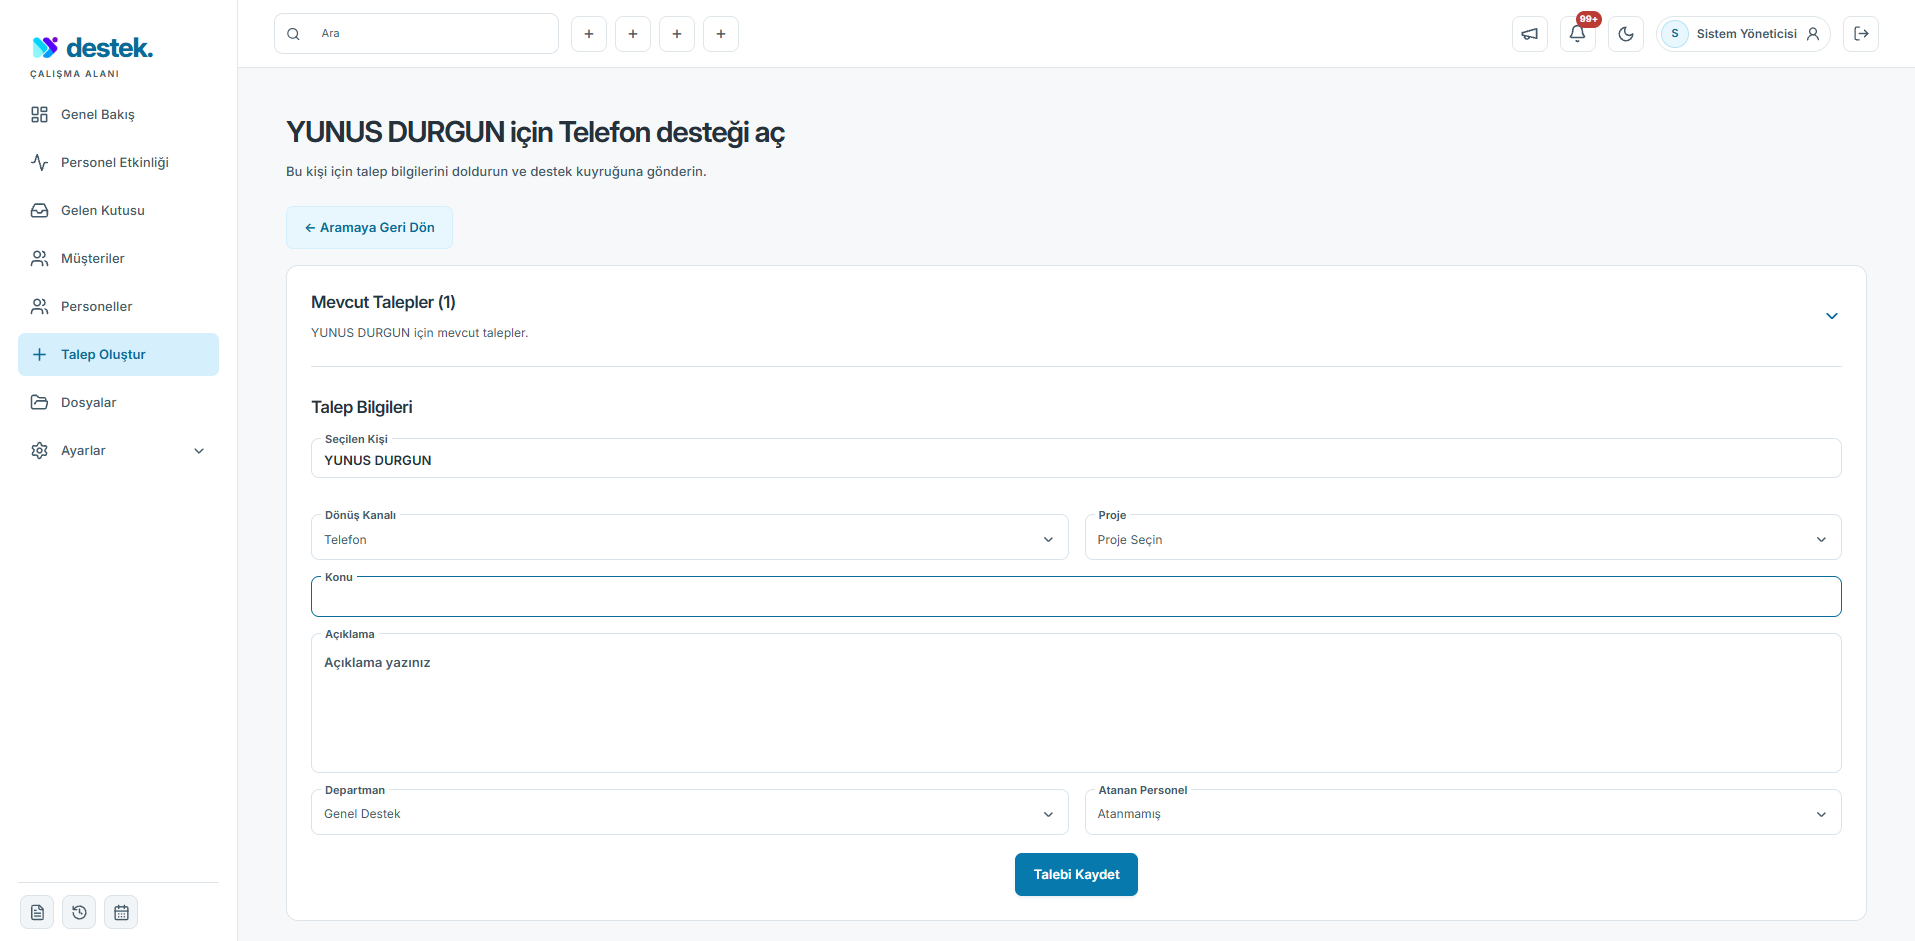 destek.
ÇALIŞMA ALANI
Genel Bakış
Personel Etkinliği
Gelen Kutusu
Müşteriler
Personeller
Talep Oluştur
Dosyalar
Ayarlar
Ara
99+
S
Sistem Yöneticisi
YUNUS DURGUN için Telefon desteği aç
Bu kişi için talep bilgilerini doldurun ve destek kuyruğuna gönderin.
← Aramaya Geri Dön
Mevcut Talepler (1)
YUNUS DURGUN için mevcut talepler.
Talep Bilgileri
Seçilen Kişi
YUNUS DURGUN
Dönüş Kanalı
Telefon
Proje
Proje Seçin
Konu
Açıklama
Açıklama yazınız
Departman
Genel Destek
Atanan Personel
Atanmamış
Talebi Kaydet